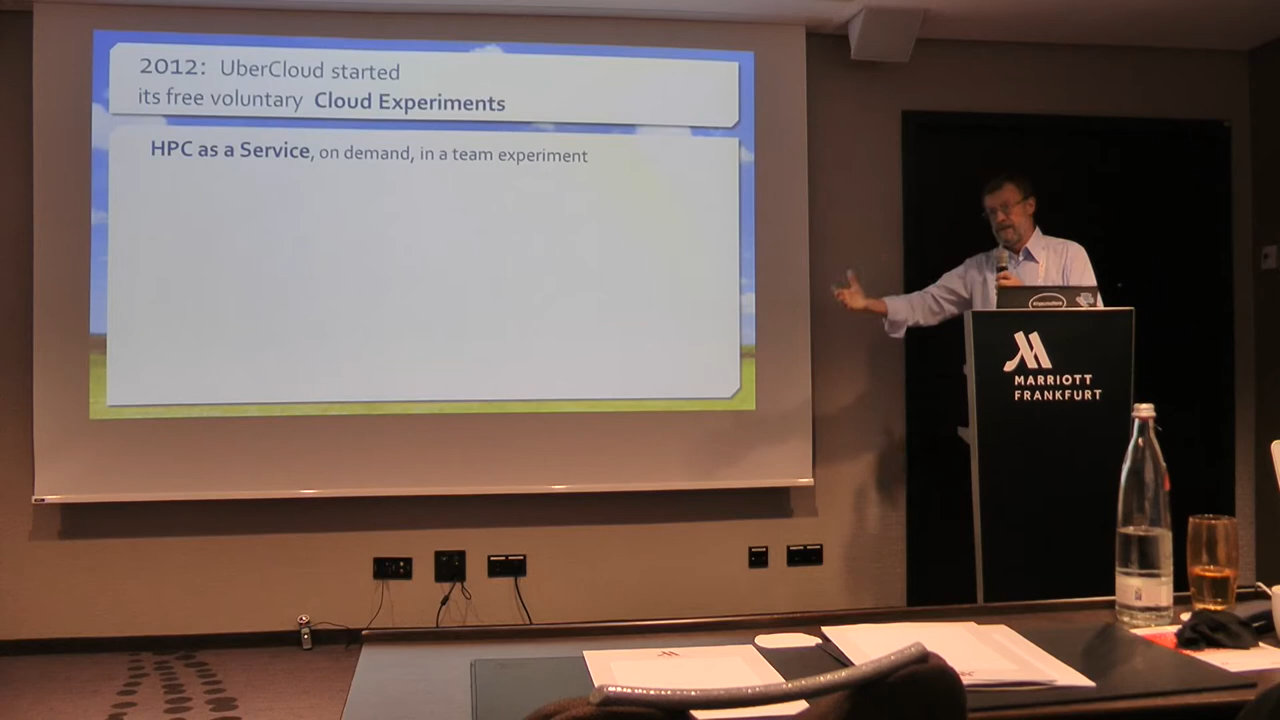 2012: UberCloud started
its free voluntary Cloud Experiments
HPC as a Service, on demand, in a team experiment
MARRIOTT
FRANKFURT